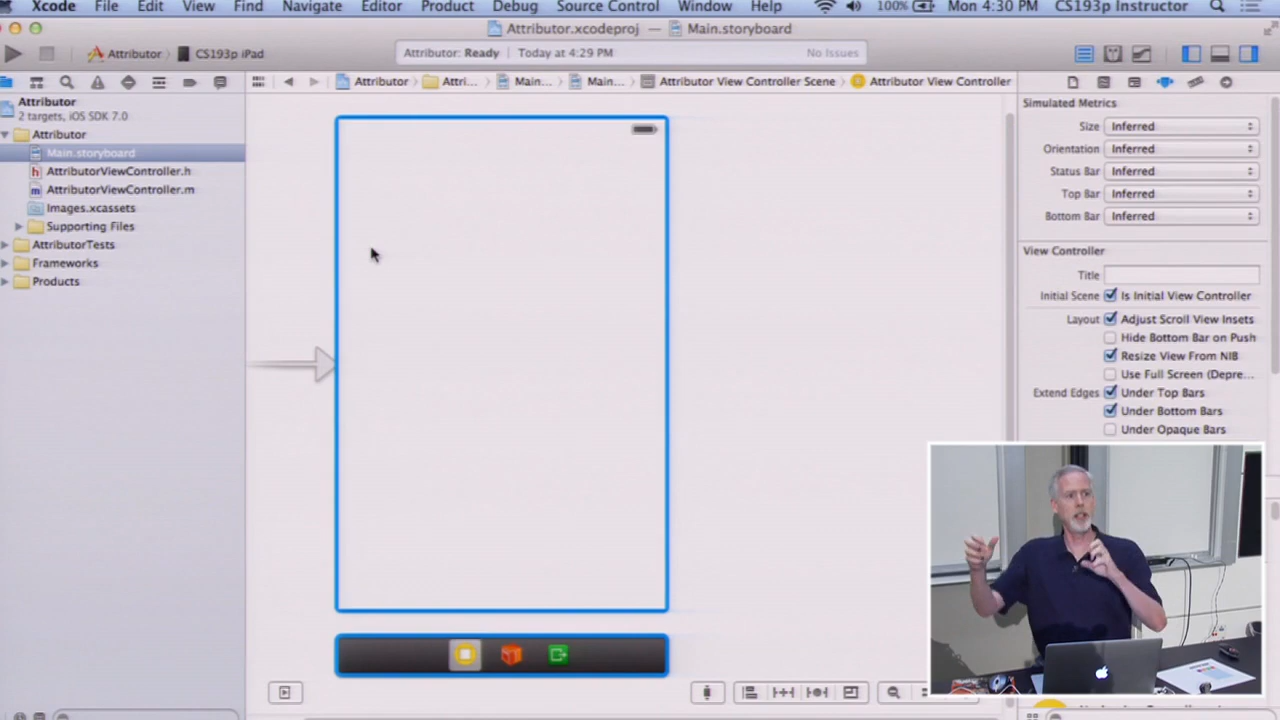 Xcode File Edit View Find Navigate Editor Product Debug Source Control Window Help 100% Mon 4:30 PM CS193p Instructor
Attributor.xcodeproj — Main.storyboard
Attributor CS193p iPad Attributor: Ready Today at 4:29 PM No Issues
Attributor Attri... Main... Main... Attributor View Controller Scene Attributor View Controller
Attributor
2 targets, iOS SDK 7.0
Attributor
Main.storyboard
h AttributorViewController.h
m AttributorViewController.m
Images.xcassets
Supporting Files
AttributorTests
Frameworks
Products
Simulated Metrics
Size Inferred
Orientation Inferred
Status Bar Inferred
Top Bar Inferred
Bottom Bar Inferred
View Controller
Title
Initial Scene Is Initial View Controller
Layout Adjust Scroll View Insets
Hide Bottom Bar on Push
Resize View From NIB
Use Full Screen (Depre...
Extend Edges Under Top Bars
Under Bottom Bars
Under Opaque Bars